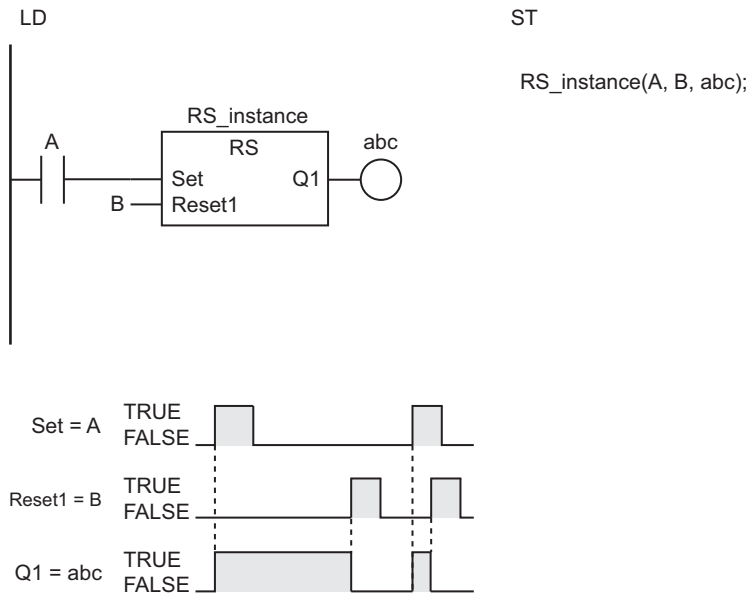 LD
ST
RS_instance(A, B, abc);
RS_instance
A
RS
abc
Set
Q1
B
Reset1
Set = A
TRUE
FALSE
Reset1 = B
TRUE
FALSE
Q1 = abc
TRUE
FALSE